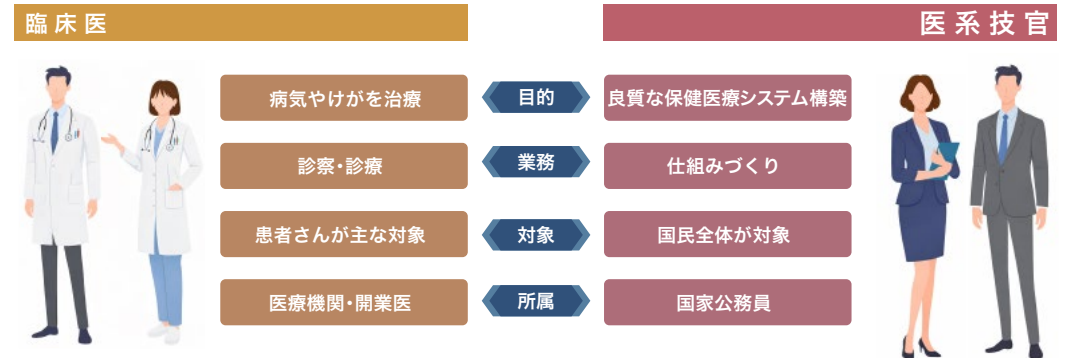 臨床医
医系技官
病気やけがを治療
目的
良質な保健医療システム構築
診察・診療
業務
仕組みづくり
患者さんが主な対象
対象
国民全体が対象
医療機関・開業医
所属
国家公務員